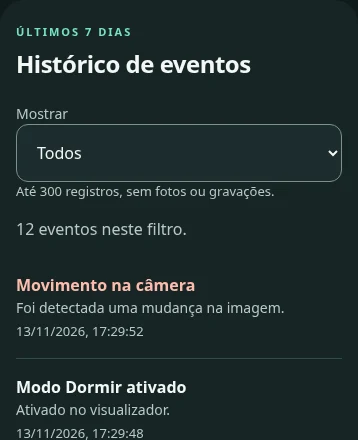 ÚLTIMOS 7 DIAS
Histórico de eventos
Mostrar
Todos
Até 300 registros, sem fotos ou gravações.
12 eventos neste filtro.
Movimento na câmera
Foi detectada uma mudança na imagem.
13/11/2026, 17:29:52
Modo Dormir ativado
Ativado no visualizador.
13/11/2026, 17:29:48